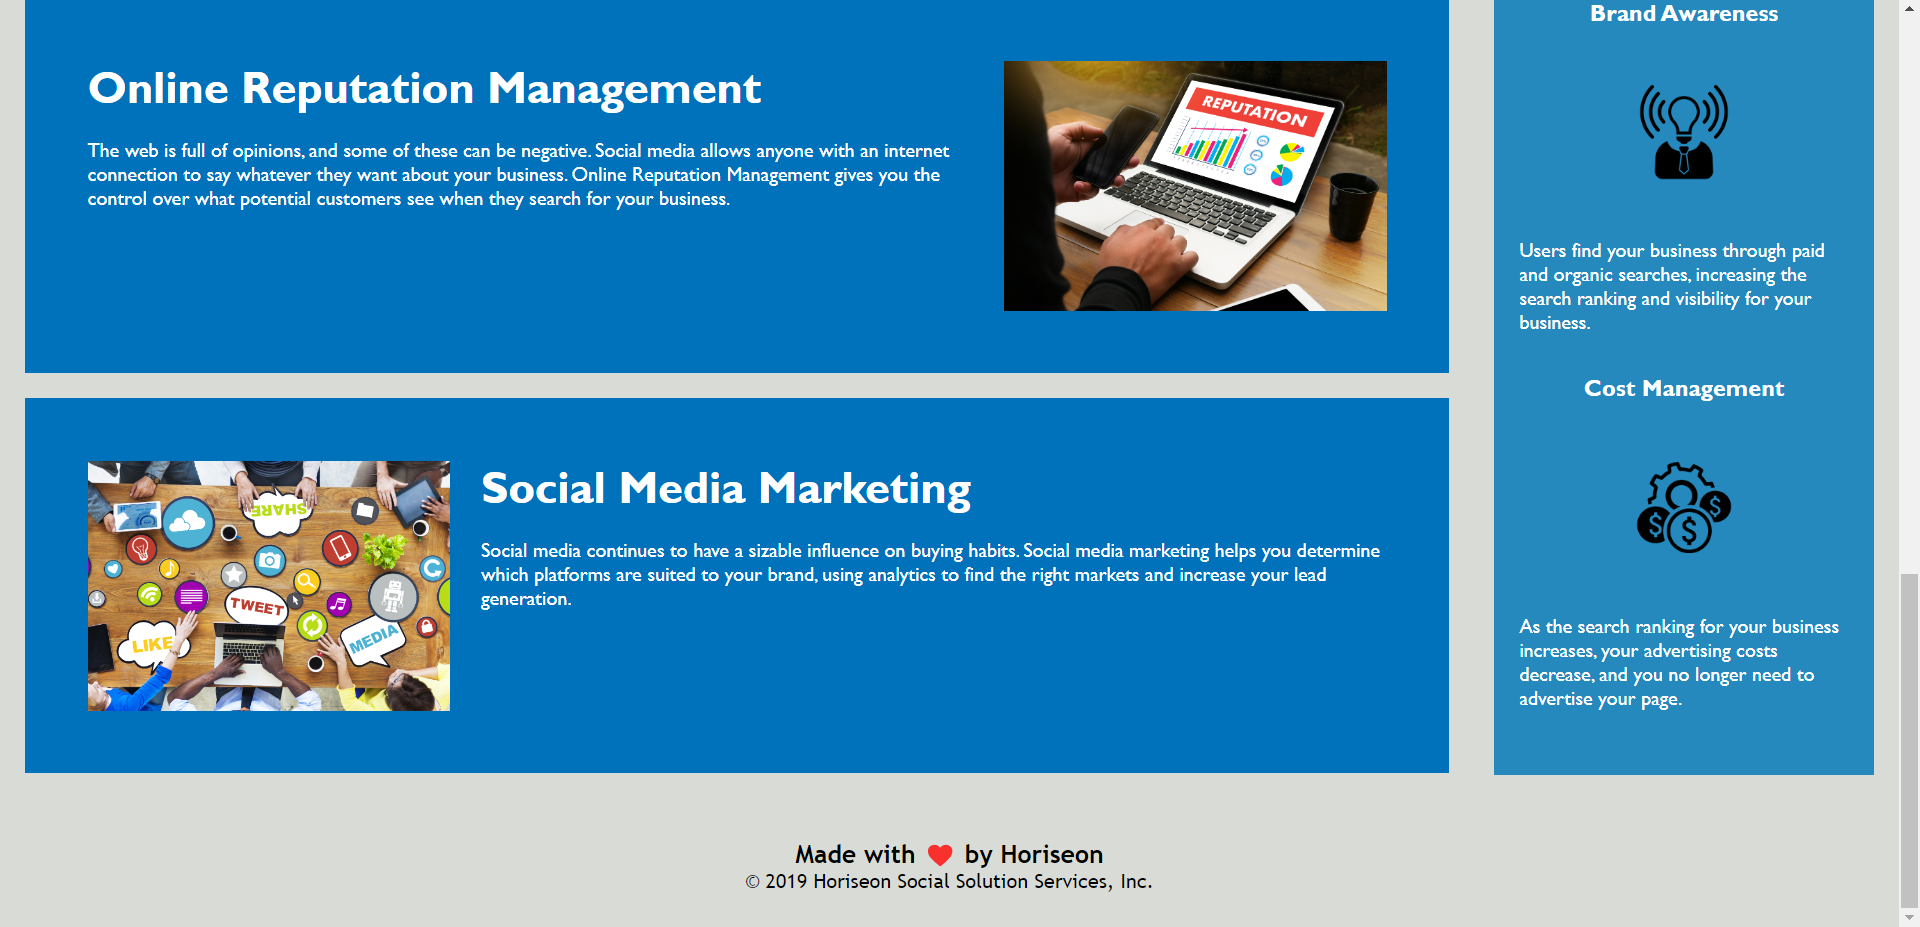 Online Reputation Management
The web is full of opinions, and some of these can be negative. Social media allows anyone with an internet
connection to say whatever they want about your business. Online Reputation Management gives you the
control over what potential customers see when they search for your business.
REPUTATION
SHARE
TWEET
LIKE
MEDIA
Social Media Marketing
Social media continues to have a sizable influence on buying habits. Social media marketing helps you determine
which platforms are suited to your brand, using analytics to find the right markets and increase your lead
generation.
Brand Awareness
Users find your business through paid
and organic searches, increasing the
search ranking and visibility for your
business.
Cost Management
$ $ $
As the search ranking for your business
increases, your advertising costs
decrease, and you no longer need to
advertise your page.
Made with ❤ by Horiseon
© 2019 Horiseon Social Solution Services, Inc.